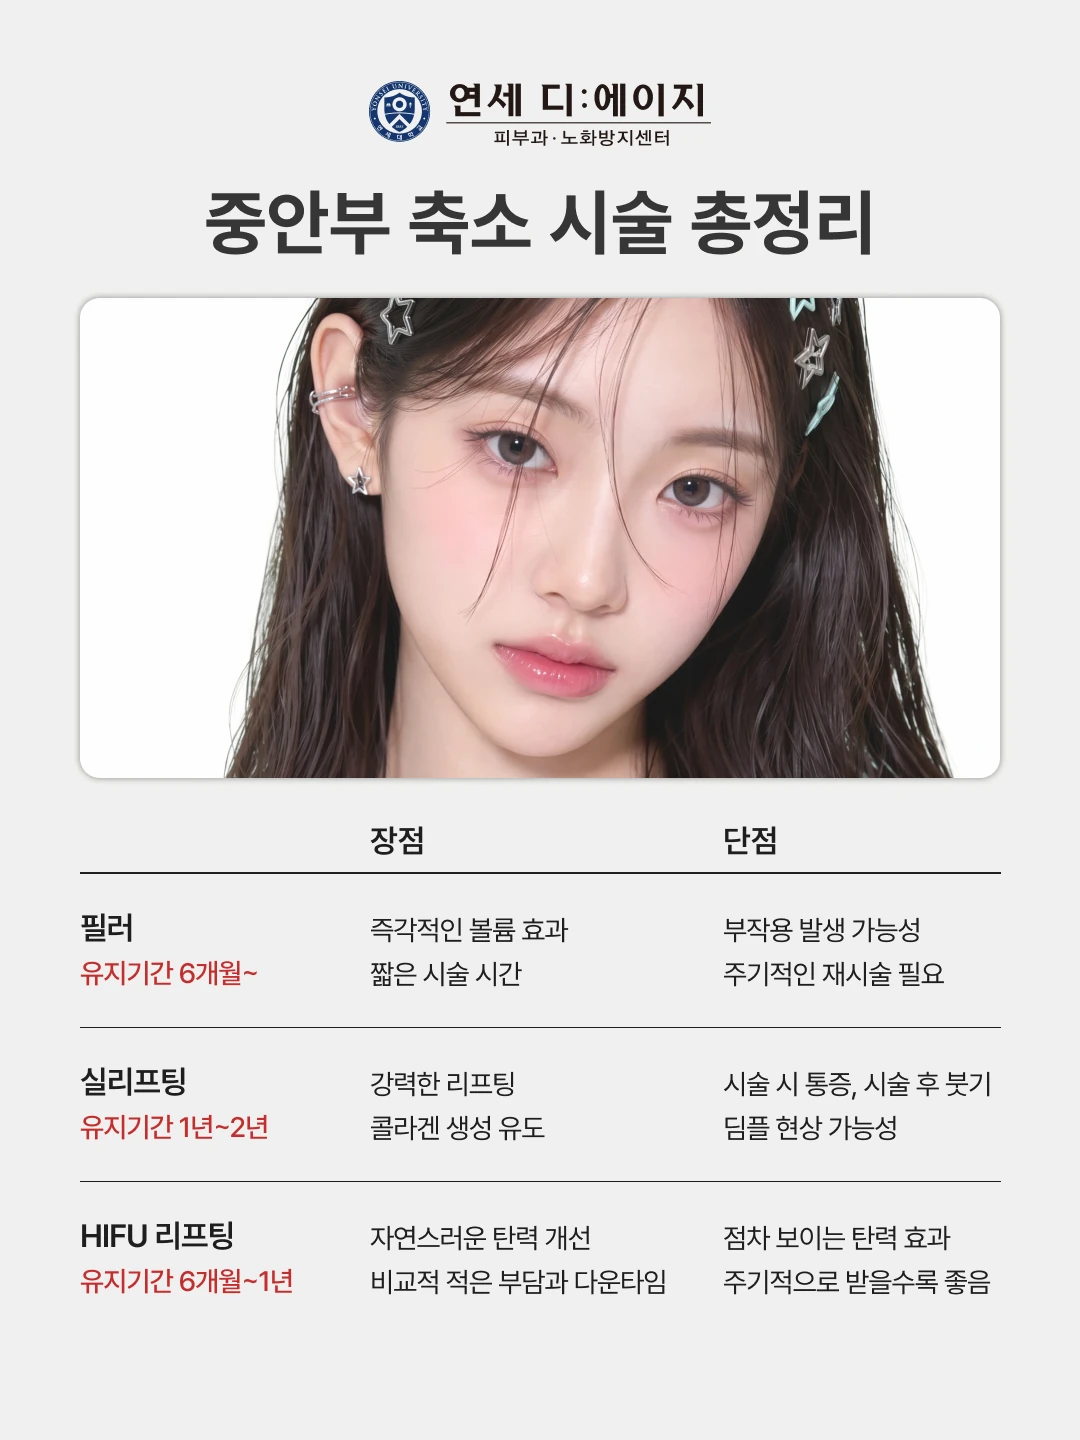 YONSEI UNIVERSITY
연세대학교
연세 디:에이지
피부과·노화방지센터
중안부 축소 시술 총정리
장점 단점
필러 즉각적인 볼륨 효과 부작용 발생 가능성
유지기간 6개월~ 짧은 시술 시간 주기적인 재시술 필요
실리프팅 강력한 리프팅 시술 시 통증, 시술 후 붓기
유지기간 1년~2년 콜라겐 생성 유도 딤플 현상 가능성
HIFU 리프팅 자연스러운 탄력 개선 점차 보이는 탄력 효과
유지기간 6개월~1년 비교적 적은 부담과 다운타임 주기적으로 받을수록 좋음